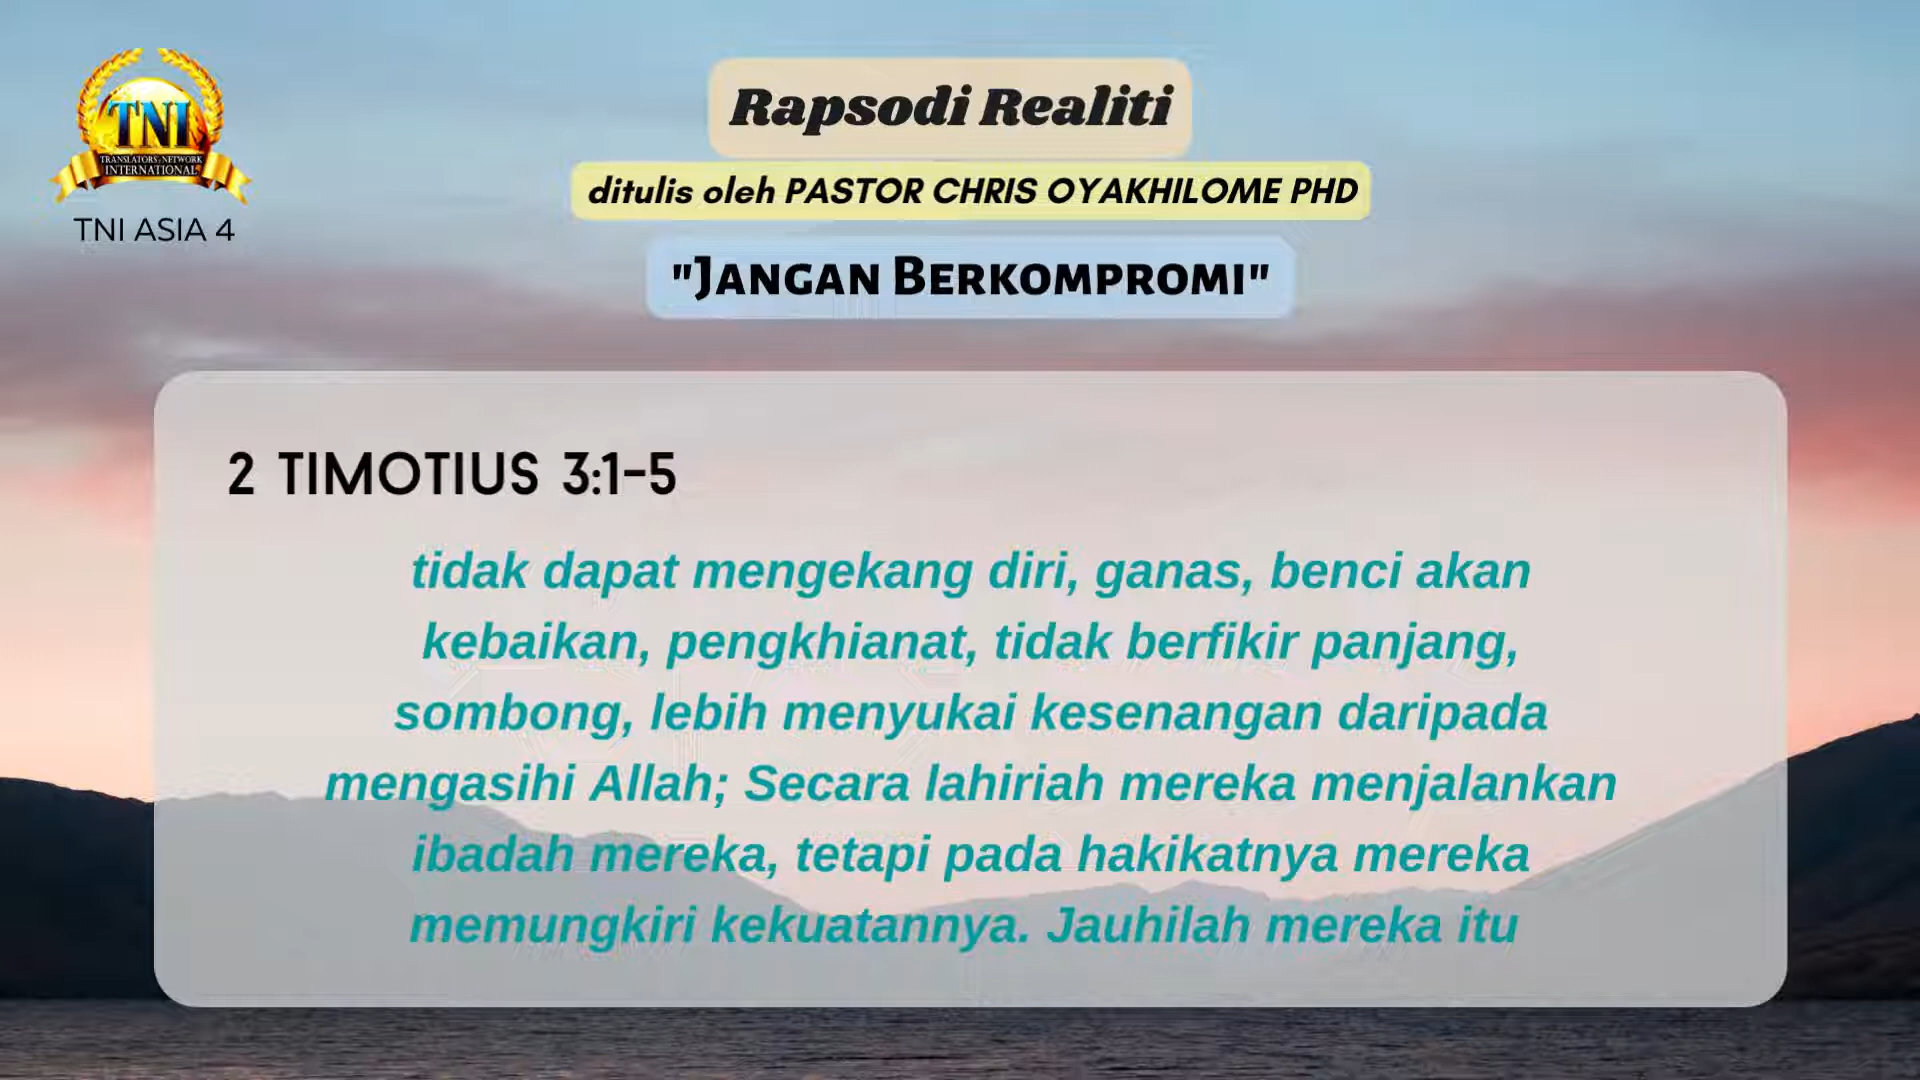 TNI
TRANSLATORS NETWORK
INTERNATIONAL
TNI ASIA 4
Rapsodi Realiti
ditulis oleh PASTOR CHRIS OYAKHILOME PHD
"JANGAN BERKOMPROMI"
2 TIMOTIUS 3:1-5
tidak dapat mengekang diri, ganas, benci akan
kebaikan, pengkhianat, tidak berfikir panjang,
sombong, lebih menyukai kesenangan daripada
mengasihi Allah; Secara lahiriah mereka menjalankan
ibadah mereka, tetapi pada hakikatnya mereka
memungkiri kekuatannya. Jauhilah mereka itu